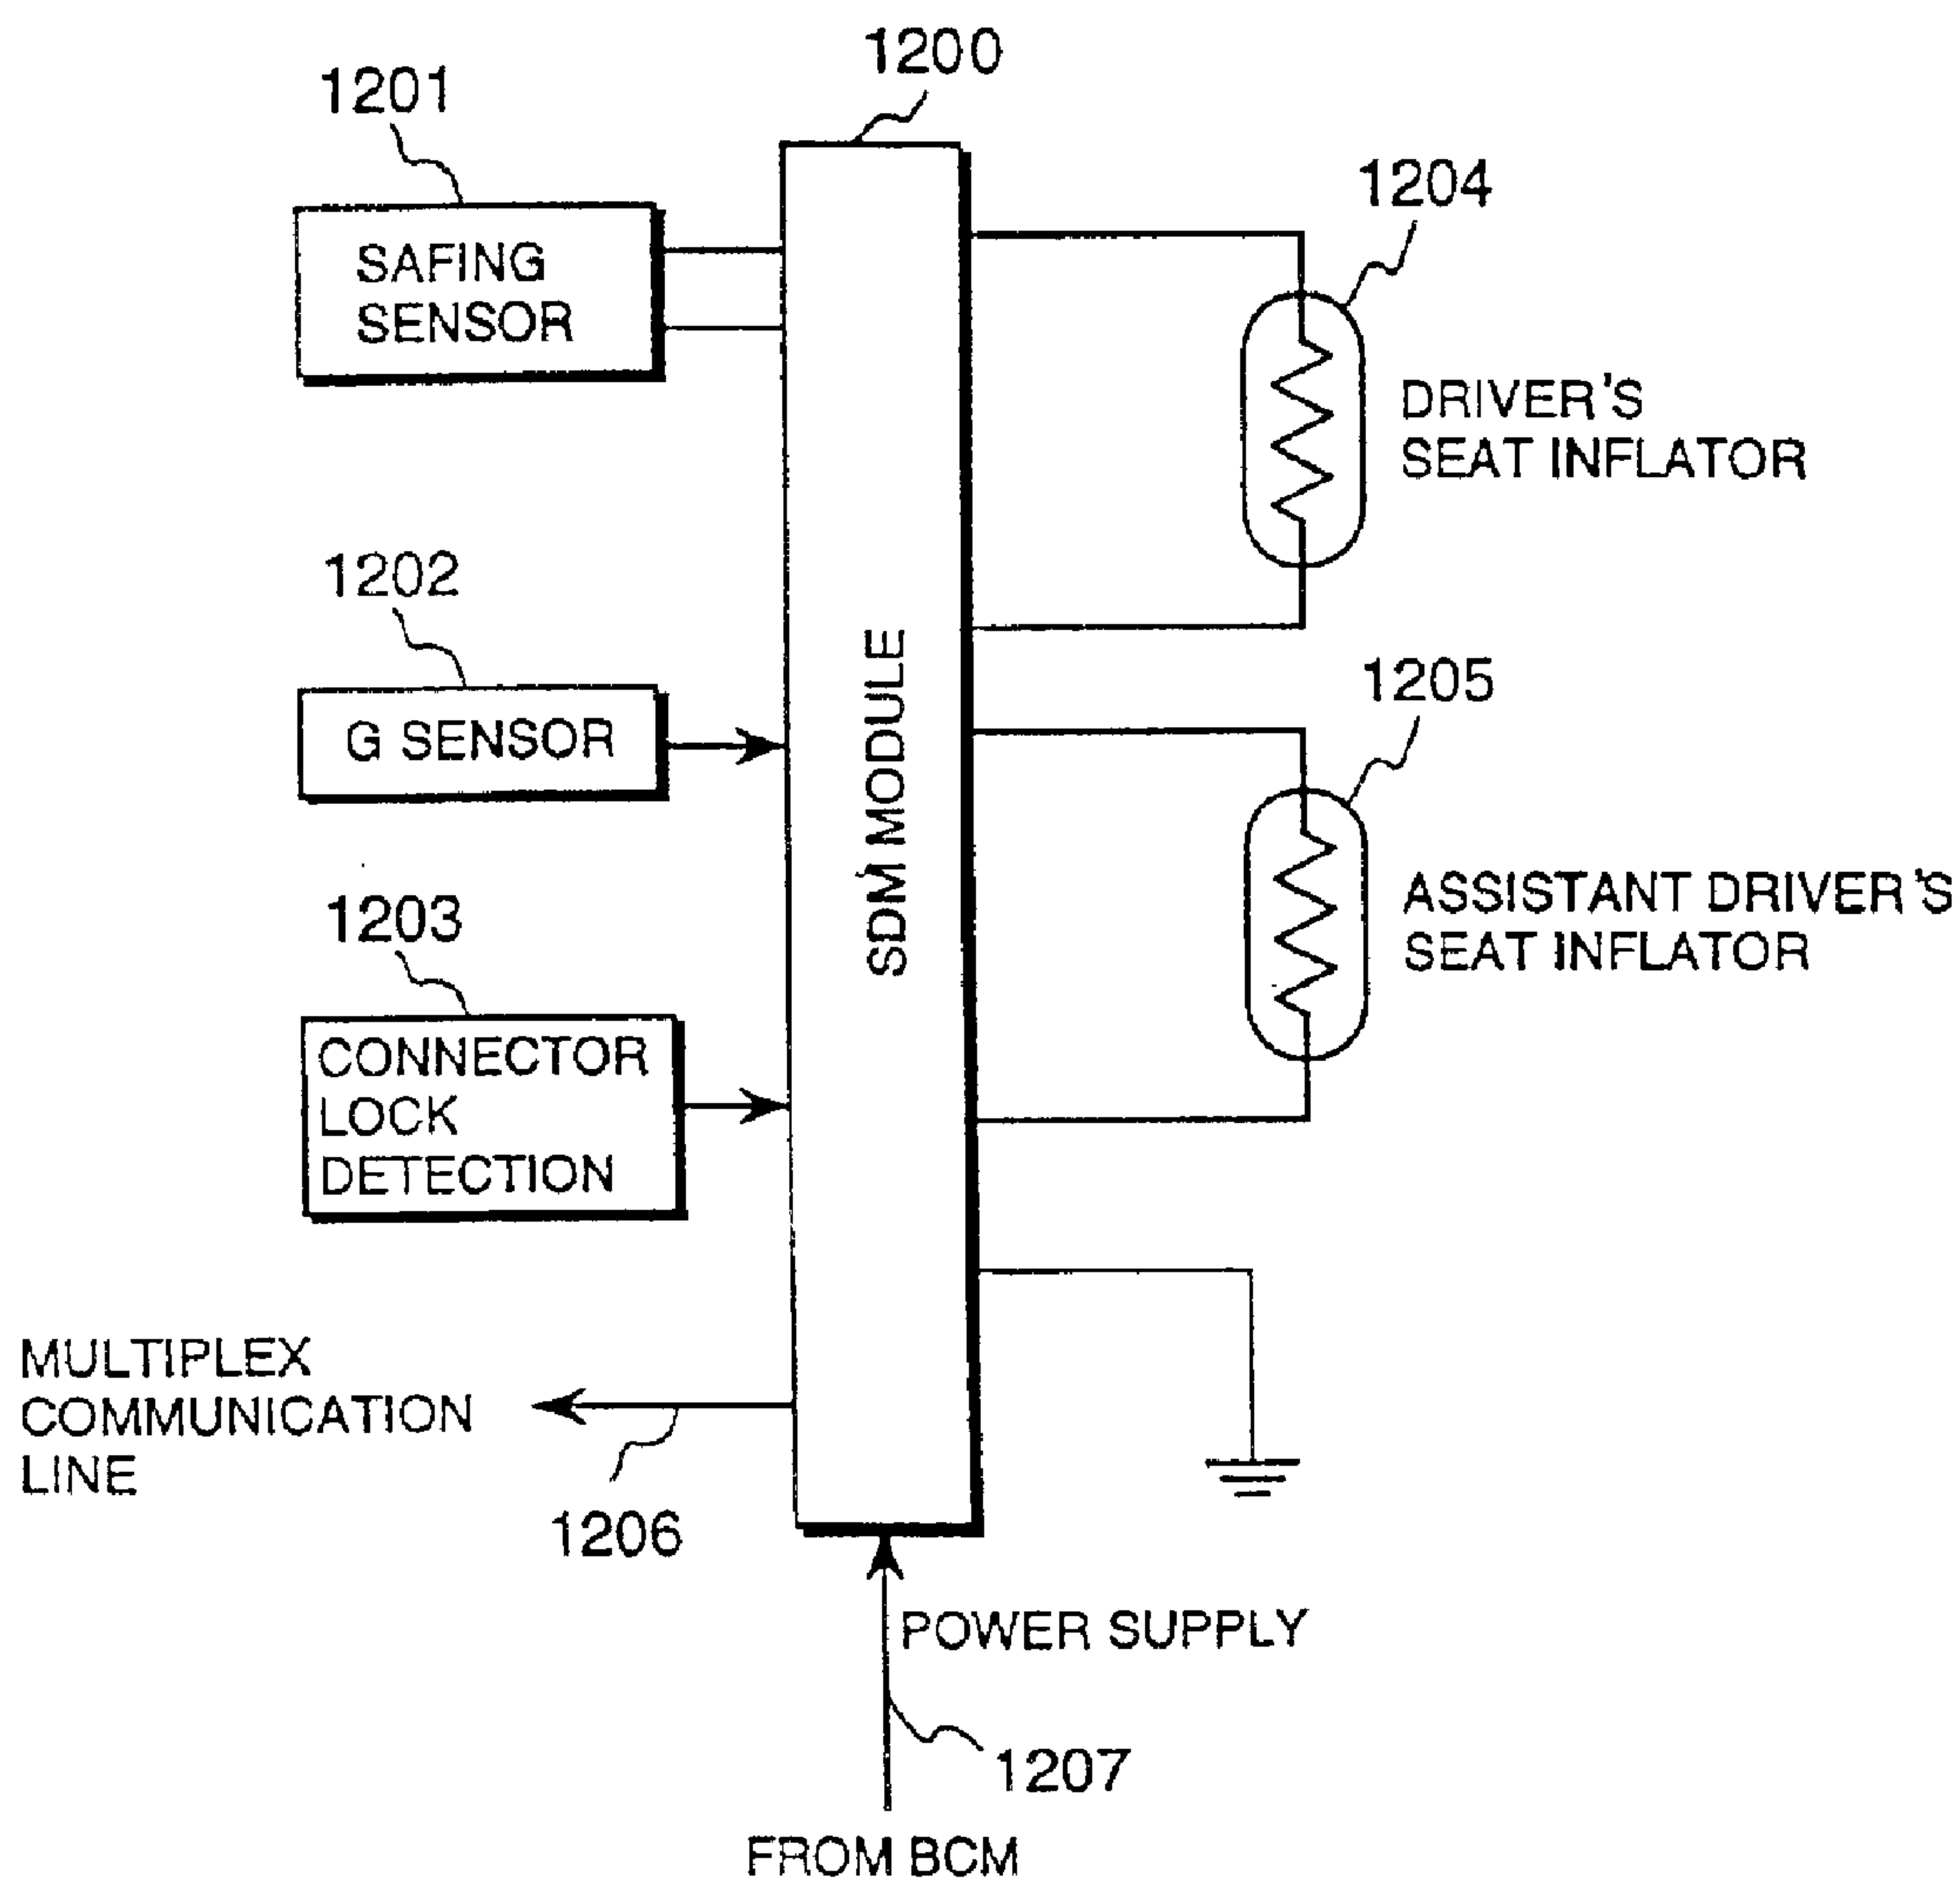 1200
1201
SAFING
SENSOR
1204
DRIVER'S
SEAT INFLATOR
1202
G SENSOR
SDM MODULE
1205
ASSISTANT DRIVER'S
SEAT INFLATOR
1203
CONNECTOR
LOCK
DETECTION
MULTIPLEX
COMMUNICATION
LINE
1206
POWER SUPPLY
1207
FROM BCM